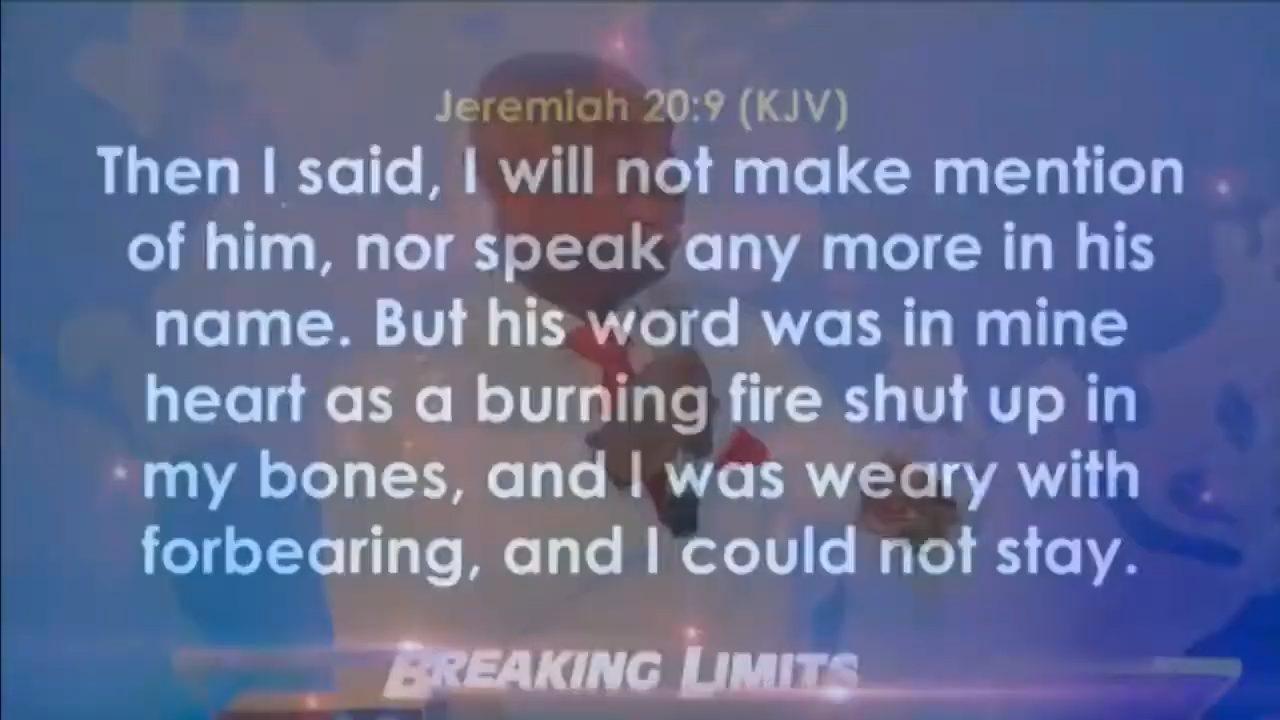 Jeremiah 20:9 (KJV)
Then I said, I will not make mention
of him, nor speak any more in his
name. But his word was in mine
heart as a burning fire shut up in
my bones, and I was weary with
forbearing, and I could not stay.
BREAKING LIMITS